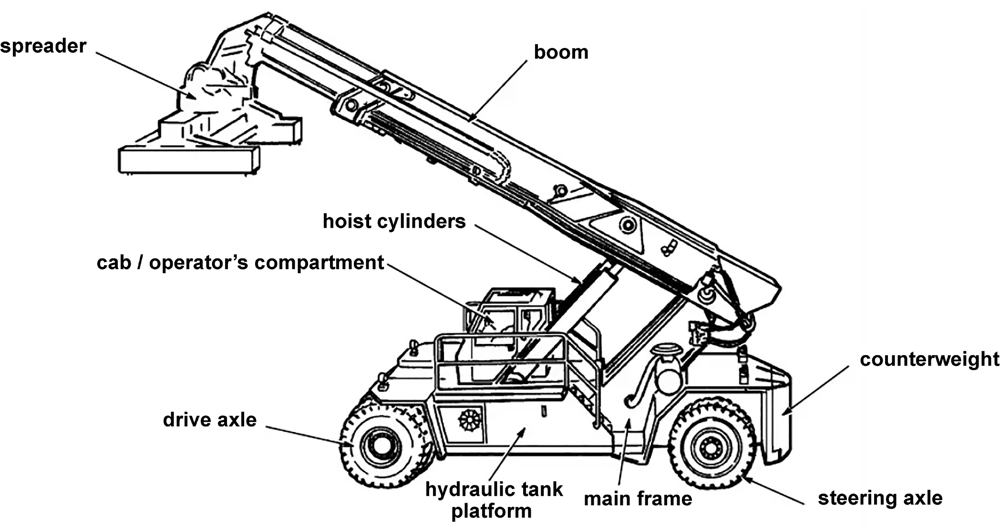 spreader
boom
hoist cylinders
cab / operator’s compartment
counterweight
drive axle
hydraulic tank
platform
main frame
steering axle